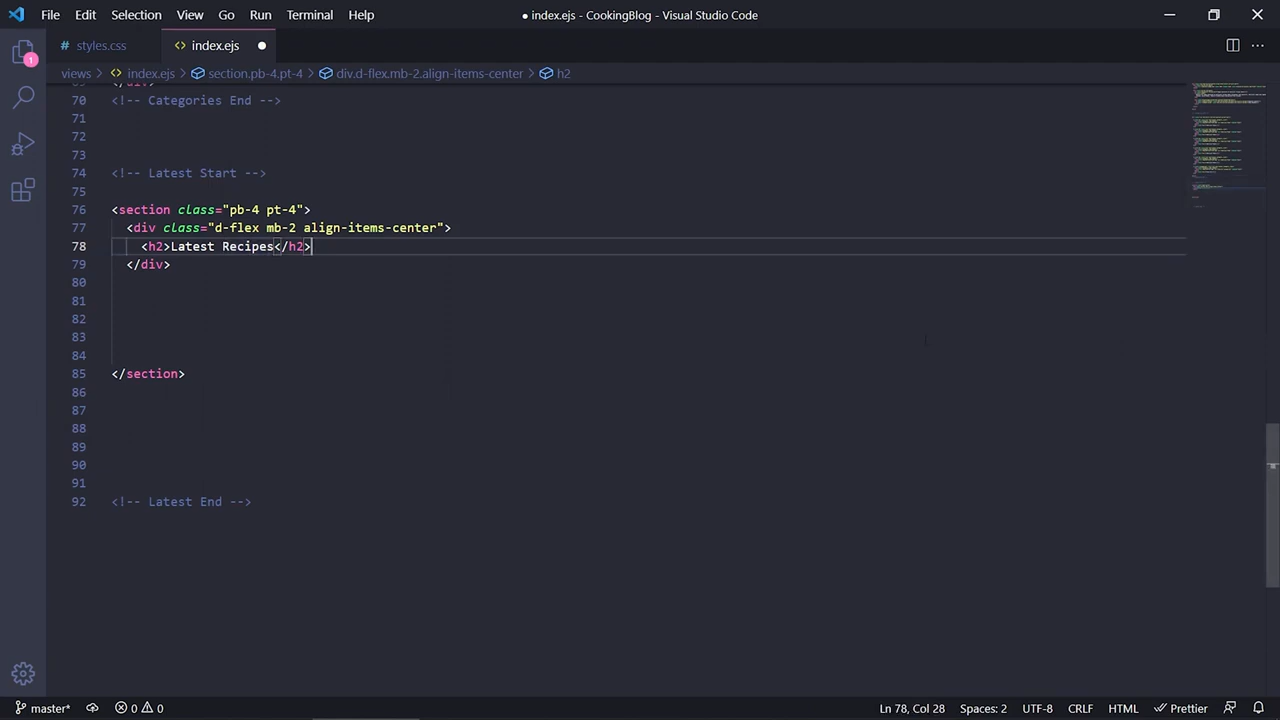 File Edit Selection View Go Run Terminal Help
● index.ejs - CookingBlog - Visual Studio Code
# styles.css
<> index.ejs ●
1
views > <> index.ejs > section.pb-4.pt-4 > div.d-flex.mb-2.align-items-center > h2
70 <!-- Categories End -->
71
72
73
74 <!-- Latest Start -->
75
76 <section class="pb-4 pt-4">
77 <div class="d-flex mb-2 align-items-center">
78 <h2>Latest Recipes</h2>
79 </div>
80
81
82
83
84
85 </section>
86
87
88
89
90
91
92 <!-- Latest End -->
master* 0 0 Ln 78, Col 28 Spaces: 2 UTF-8 CRLF HTML Prettier